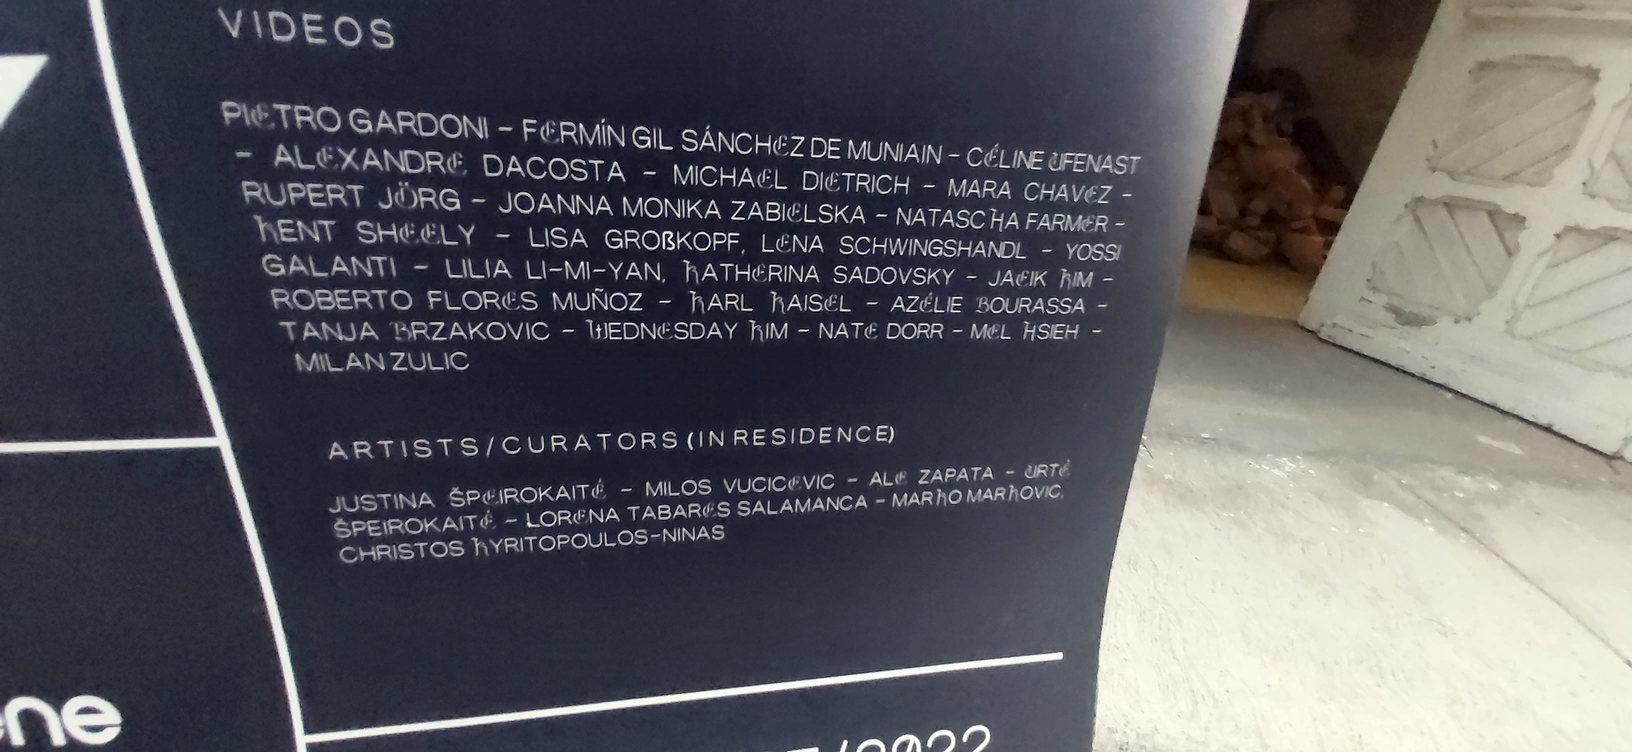 VIDEOS
PIETRO GARDONI - FERMÍN GIL SÁNCHEZ DE MUNIAIN - CÉLINE UFENAST
- ALEXANDRE DACOSTA - MICHAEL DIETRICH - MARA CHAVEZ -
RUPERT JÖRG - JOANNA MONIKA ZABIELSKA - NATASCHA FARMER -
KENT SHEELY - LISA GROßKOPF, LENA SCHWINGSHANDL - YOSSI
GALANTI - LILIA LI-MI-YAN, KATHERINA SADOVSKY - JAEIK KIM -
ROBERTO FLORES MUÑOZ - KARL KAISEL - AZÉLIE BOURASSA -
TANJA BRZAKOVIC - WEDNESDAY KIM - NATE DORR - MEL HSIEH -
MILAN ZULIC
ARTISTS/CURATORS (IN RESIDENCE)
JUSTINA ŠPEIROKAITĖ - MILOS VUCICEVIC - ALE ZAPATA - URTĖ
ŠPEIROKAITĖ - LORENA TABARES SALAMANCA - MARKO MARKOVIC,
CHRISTOS KYRITOPOULOS-NINAS
ene
/2022